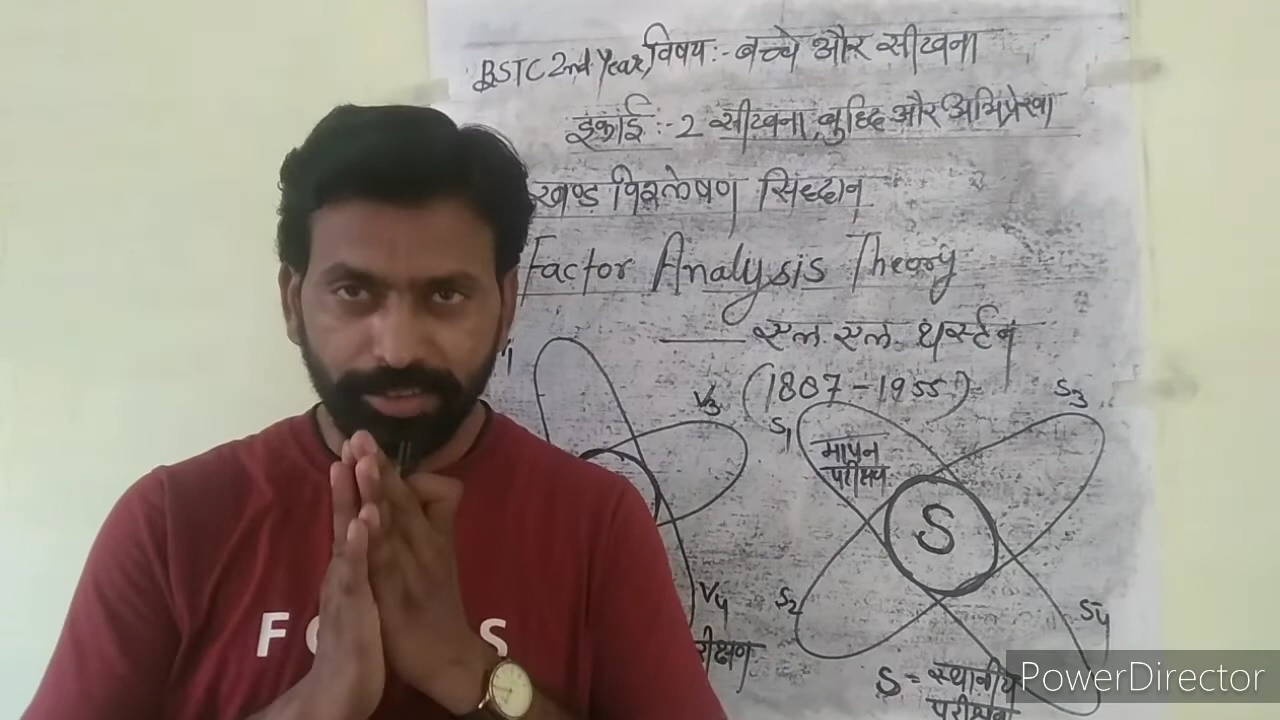 BSTC 2nd Year, विषय:- बच्चे और सीखना
इकाई:- 2 सीखना, बुध्दि और अभिप्रेरणा
खण्ड विश्लेषण सिध्दान्
Factor Analysis Theory
एल. एल. थर्स्टन
(1887-1955)
V3
S1
S3
मापन
परीक्षण
S
V4
S2
S4
रीक्षण
S = स्थानीय
परीक्षण
F S
PowerDirector